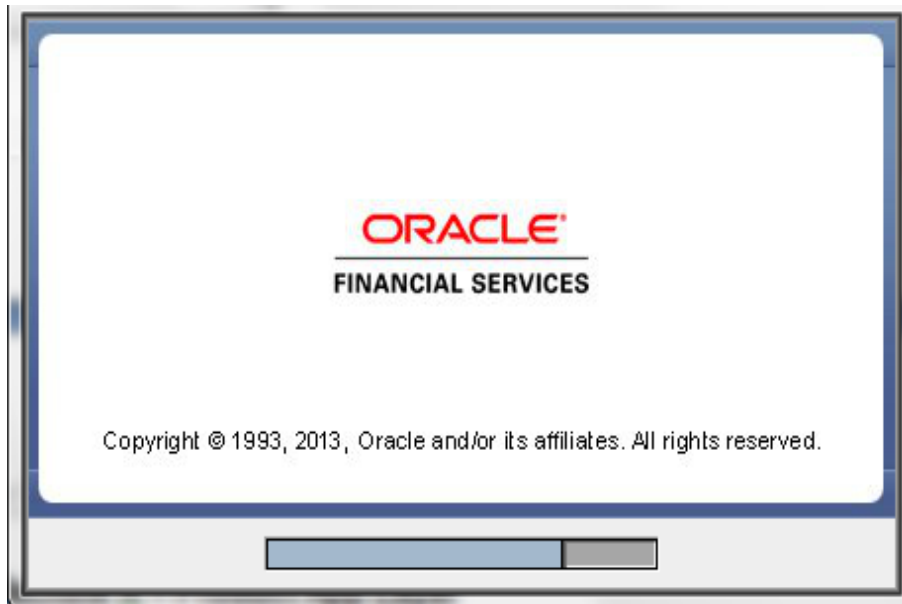 ORACLE®
FINANCIAL SERVICES
Copyright © 1993, 2013, Oracle and/or its affiliates. All rights reserved.